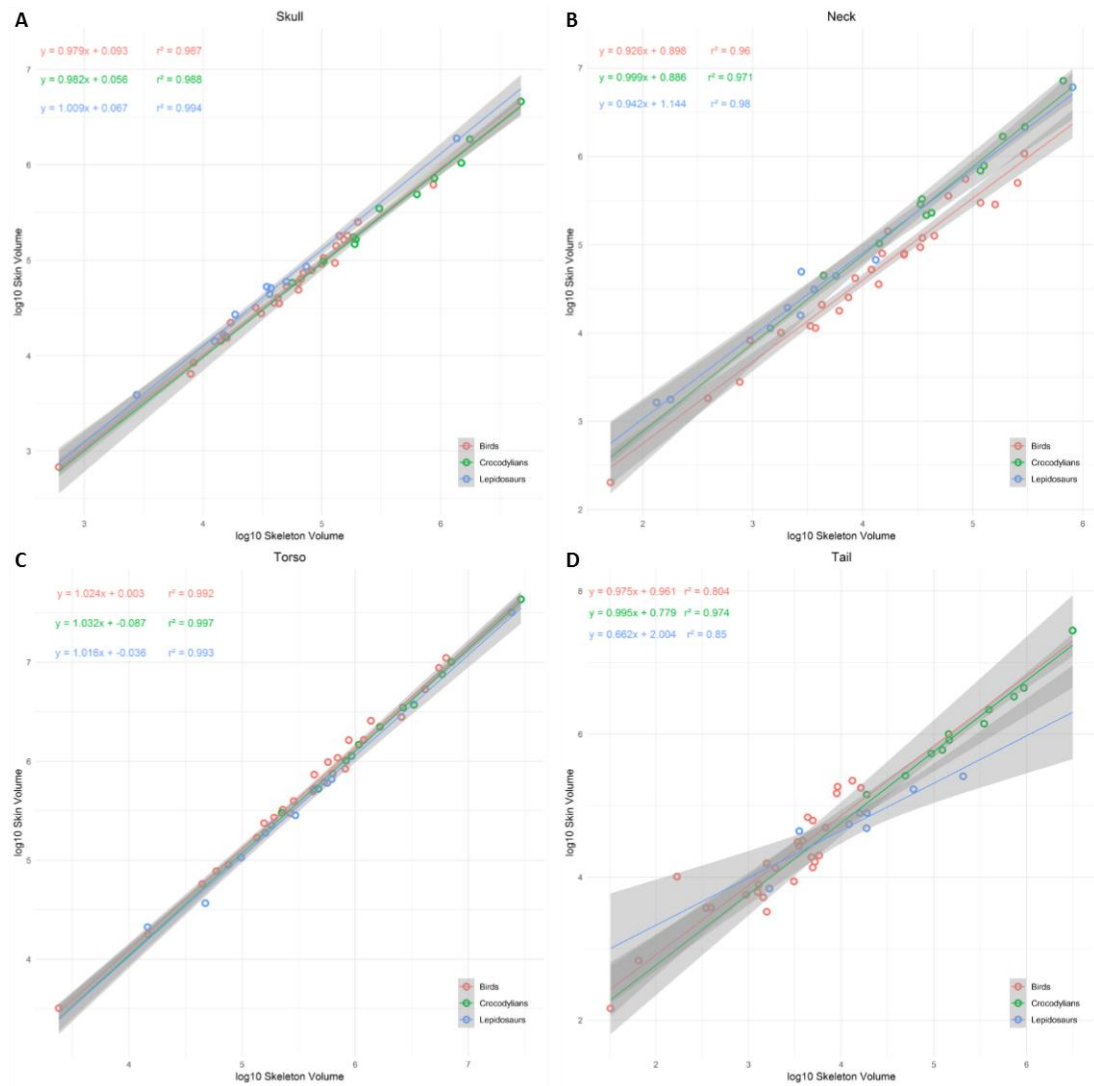 A
Skull
y = 0.979x + 0.093 r² = 0.987
y = 0.982x + 0.056 r² = 0.988
y = 1.009x + 0.067 r² = 0.994
7
6
5
4
3
log10 Skin Volume
3 4 5 6
log10 Skeleton Volume
Birds
Crocodylians
Lepidosaurs
B
Neck
y = 0.926x + 0.898 r² = 0.96
y = 0.999x + 0.886 r² = 0.971
y = 0.942x + 1.144 r² = 0.98
7
6
5
4
3
2
log10 Skin Volume
2 3 4 5 6
log10 Skeleton Volume
Birds
Crocodylians
Lepidosaurs
C
Torso
y = 1.024x + 0.003 r² = 0.992
y = 1.032x + -0.087 r² = 0.997
y = 1.016x + -0.036 r² = 0.993
7
6
5
4
log10 Skin Volume
4 5 6 7
log10 Skeleton Volume
Birds
Crocodylians
Lepidosaurs
D
Tail
y = 0.975x + 0.961 r² = 0.804
y = 0.995x + 0.779 r² = 0.974
y = 0.662x + 2.004 r² = 0.85
8
6
4
2
log10 Skin Volume
2 3 4 5 6
log10 Skeleton Volume
Birds
Crocodylians
Lepidosaurs